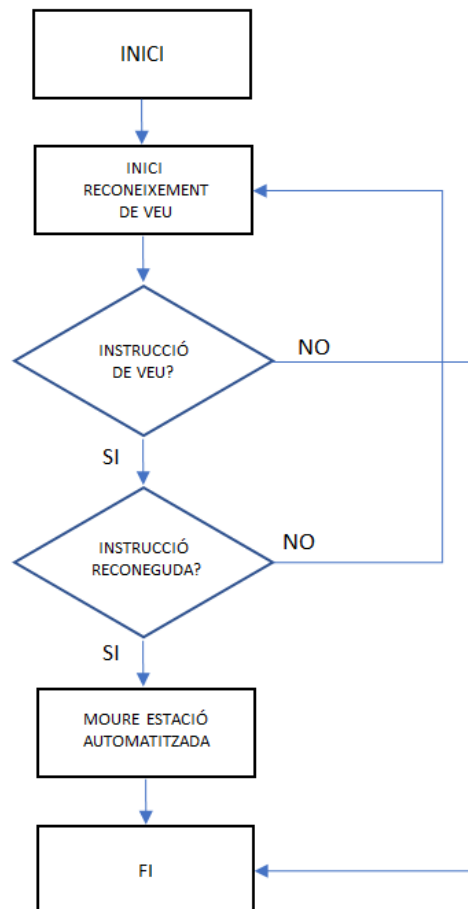 INICI
INICI
RECONEIXEMENT
DE VEU
INSTRUCCIÓ
DE VEU?
NO
SI
INSTRUCCIÓ
RECONEGUDA?
NO
SI
MOURE ESTACIÓ
AUTOMATITZADA
FI